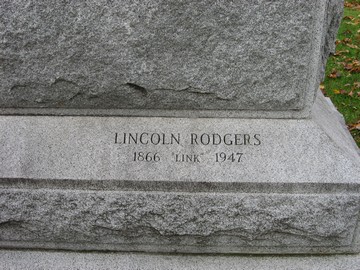 LINCOLN RODGERS
1866 "LINK" 1947